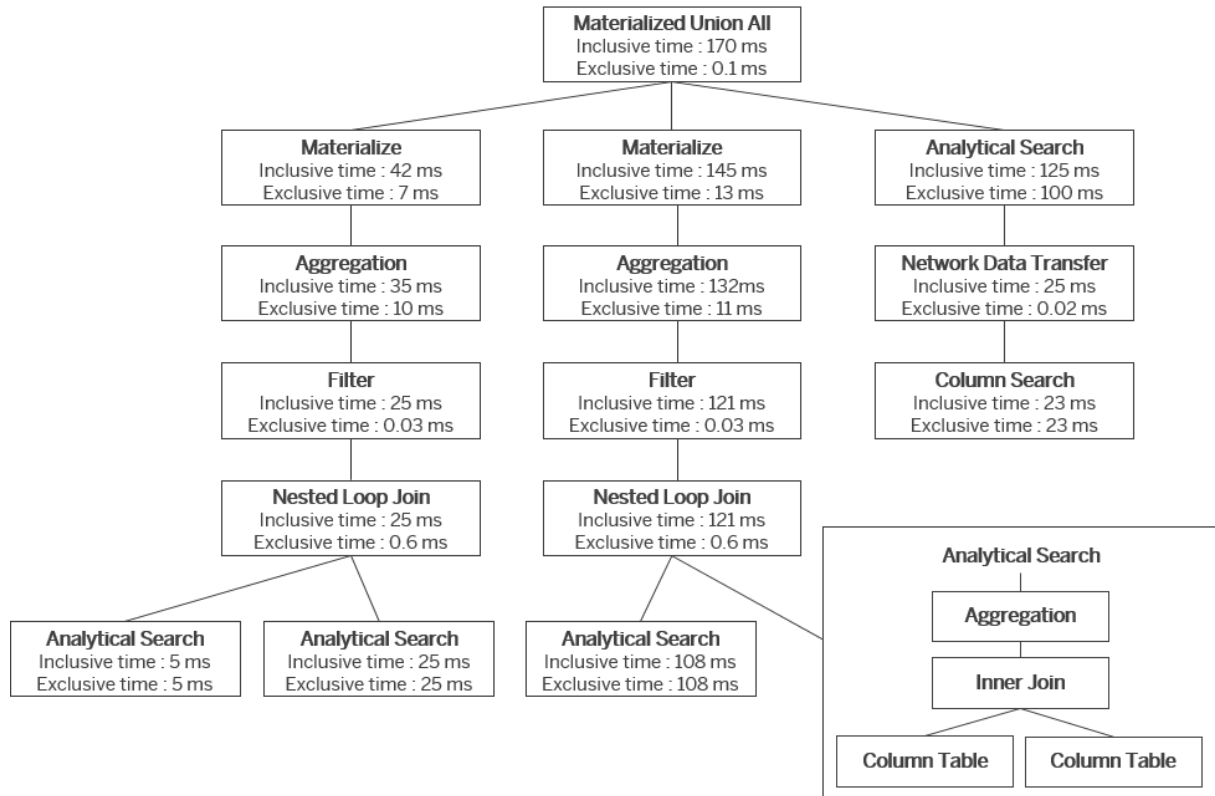 Materialized Union All
Inclusive time : 170 ms
Exclusive time : 0.1 ms
Materialize
Inclusive time : 42 ms
Exclusive time : 7 ms
Materialize
Inclusive time : 145 ms
Exclusive time : 13 ms
Analytical Search
Inclusive time : 125 ms
Exclusive time : 100 ms
Aggregation
Inclusive time : 35 ms
Exclusive time : 10 ms
Aggregation
Inclusive time : 132ms
Exclusive time : 11 ms
Network Data Transfer
Inclusive time : 25 ms
Exclusive time : 0.02 ms
Filter
Inclusive time : 25 ms
Exclusive time : 0.03 ms
Filter
Inclusive time : 121 ms
Exclusive time : 0.03 ms
Column Search
Inclusive time : 23 ms
Exclusive time : 23 ms
Nested Loop Join
Inclusive time : 25 ms
Exclusive time : 0.6 ms
Nested Loop Join
Inclusive time : 121 ms
Exclusive time : 0.6 ms
Analytical Search
Inclusive time : 5 ms
Exclusive time : 5 ms
Analytical Search
Inclusive time : 25 ms
Exclusive time : 25 ms
Analytical Search
Inclusive time : 108 ms
Exclusive time : 108 ms
Analytical Search
Aggregation
Inner Join
Column Table
Column Table